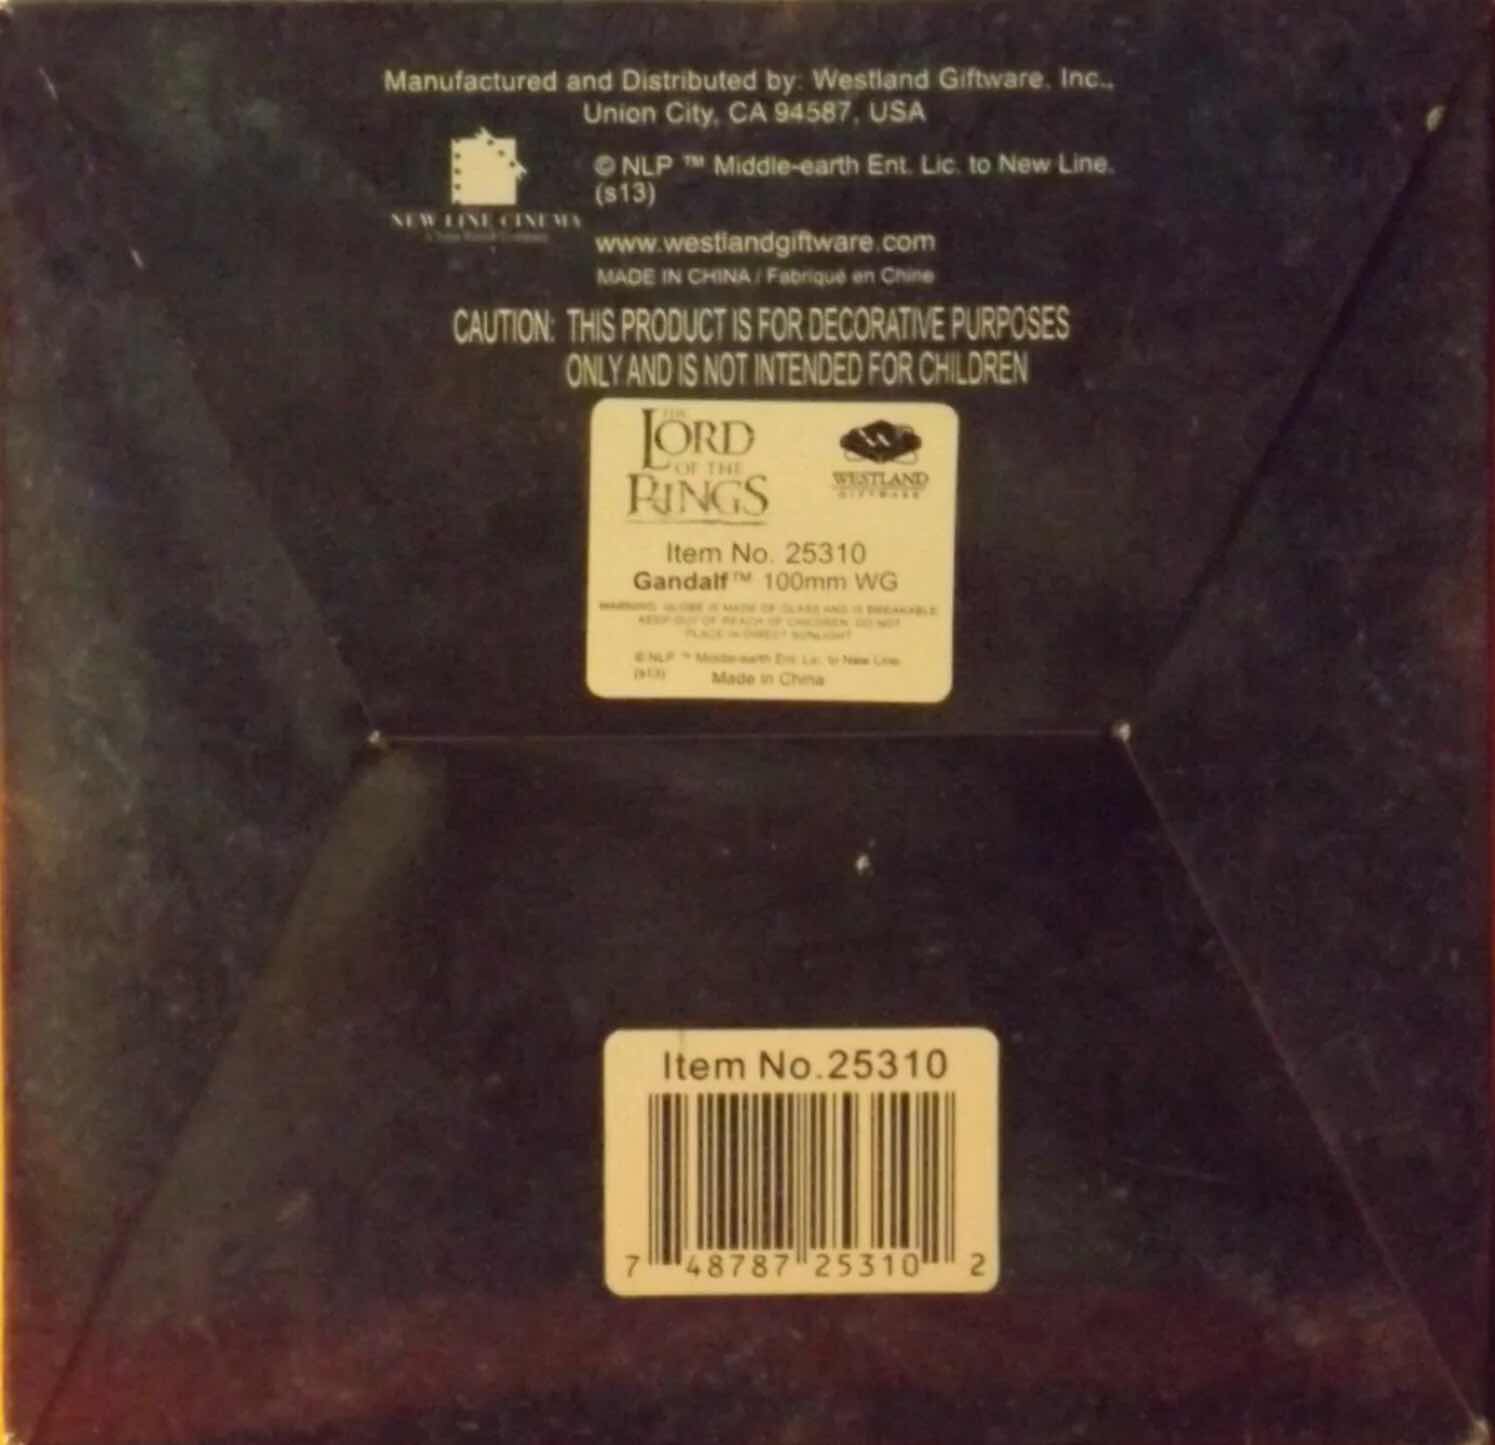 Manufactured and Distributed by: Westland Giftware, Inc.,
Union City, CA 94587, USA
© NLP ™ Middle-earth Ent. Lic. to New Line.
(s13)
NEW LINE CINEMA
www.westlandgiftware.com
MADE IN CHINA / Fabriqué en Chine
CAUTION: THIS PRODUCT IS FOR DECORATIVE PURPOSES
ONLY AND IS NOT INTENDED FOR CHILDREN
THE
LORD
OF THE
RINGS
WESTLAND
GIFTWARE
Item No. 25310
Gandalf™ 100mm WG
WARNING: GLOBE IS MADE OF GLASS AND IS BREAKABLE
KEEP OUT OF REACH OF CHILDREN. DO NOT
PLACE IN DIRECT SUNLIGHT
© NLP ™ Middle-earth Ent. Lic. to New Line.
(s13) Made in China
Item No.25310
7 48787 25310 2